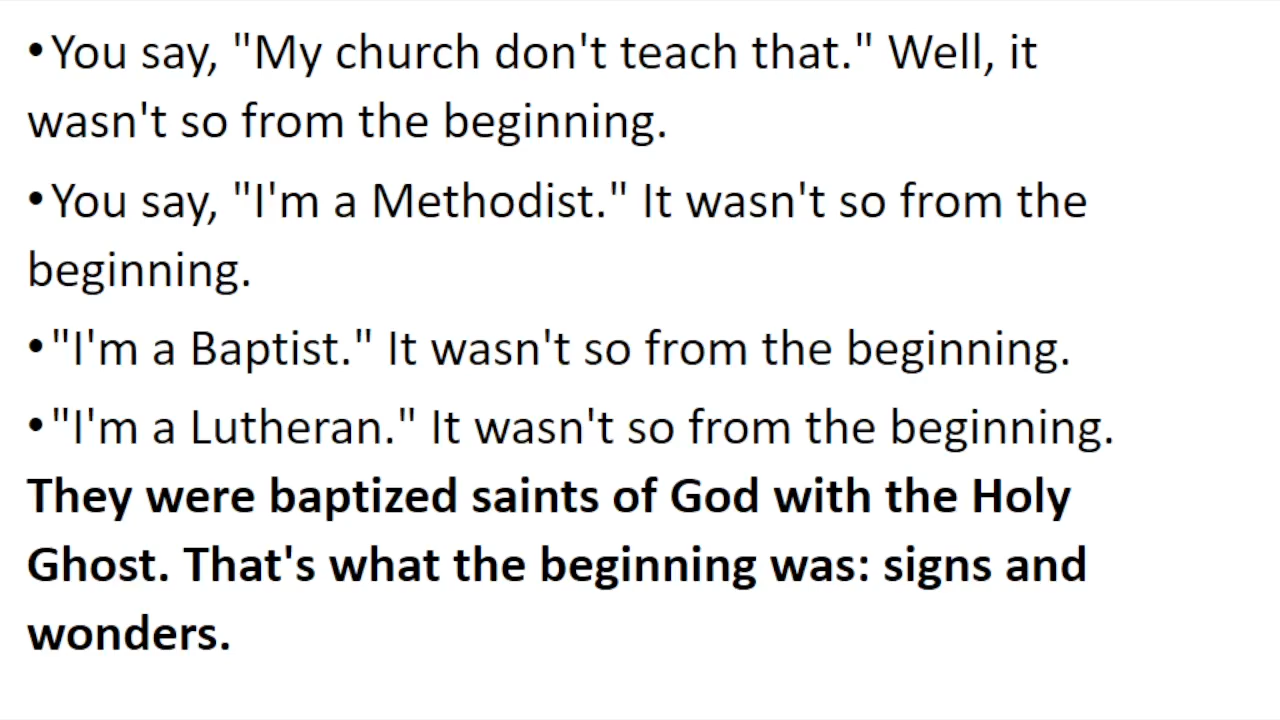 •You say, "My church don't teach that." Well, it
wasn't so from the beginning.
•You say, "I'm a Methodist." It wasn't so from the
beginning.
•"I'm a Baptist." It wasn't so from the beginning.
•"I'm a Lutheran." It wasn't so from the beginning.
They were baptized saints of God with the Holy
Ghost. That's what the beginning was: signs and
wonders.